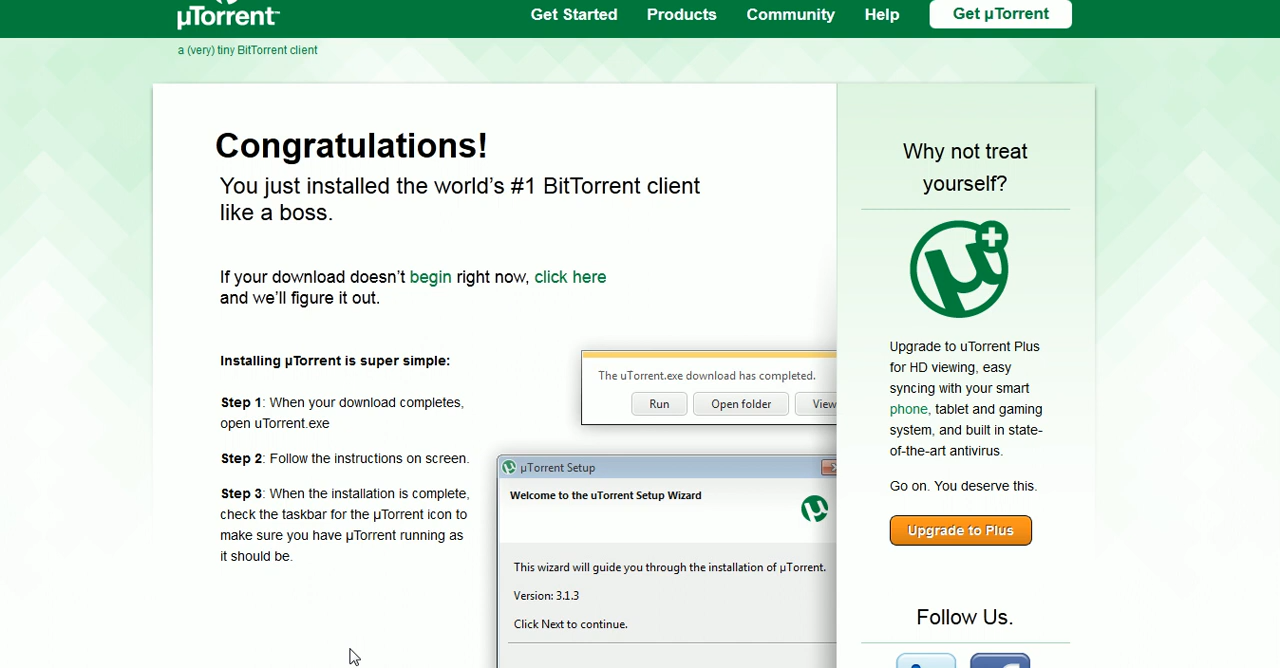 µTorrent™
Get Started
Products
Community
Help
Get µTorrent
a (very) tiny BitTorrent client
Congratulations!
You just installed the world’s #1 BitTorrent client
like a boss.
If your download doesn’t begin right now, click here
and we’ll figure it out.
Installing µTorrent is super simple:
Step 1: When your download completes,
open uTorrent.exe
Step 2: Follow the instructions on screen.
Step 3: When the installation is complete,
check the taskbar for the µTorrent icon to
make sure you have µTorrent running as
it should be.
The uTorrent.exe download has completed.
Run
Open folder
View
µTorrent Setup
Welcome to the uTorrent Setup Wizard
This wizard will guide you through the installation of µTorrent.
Version: 3.1.3
Click Next to continue.
Why not treat
yourself?
Upgrade to uTorrent Plus
for HD viewing, easy
syncing with your smart
phone, tablet and gaming
system, and built in state-
of-the-art antivirus.
Go on. You deserve this.
Upgrade to Plus
Follow Us.